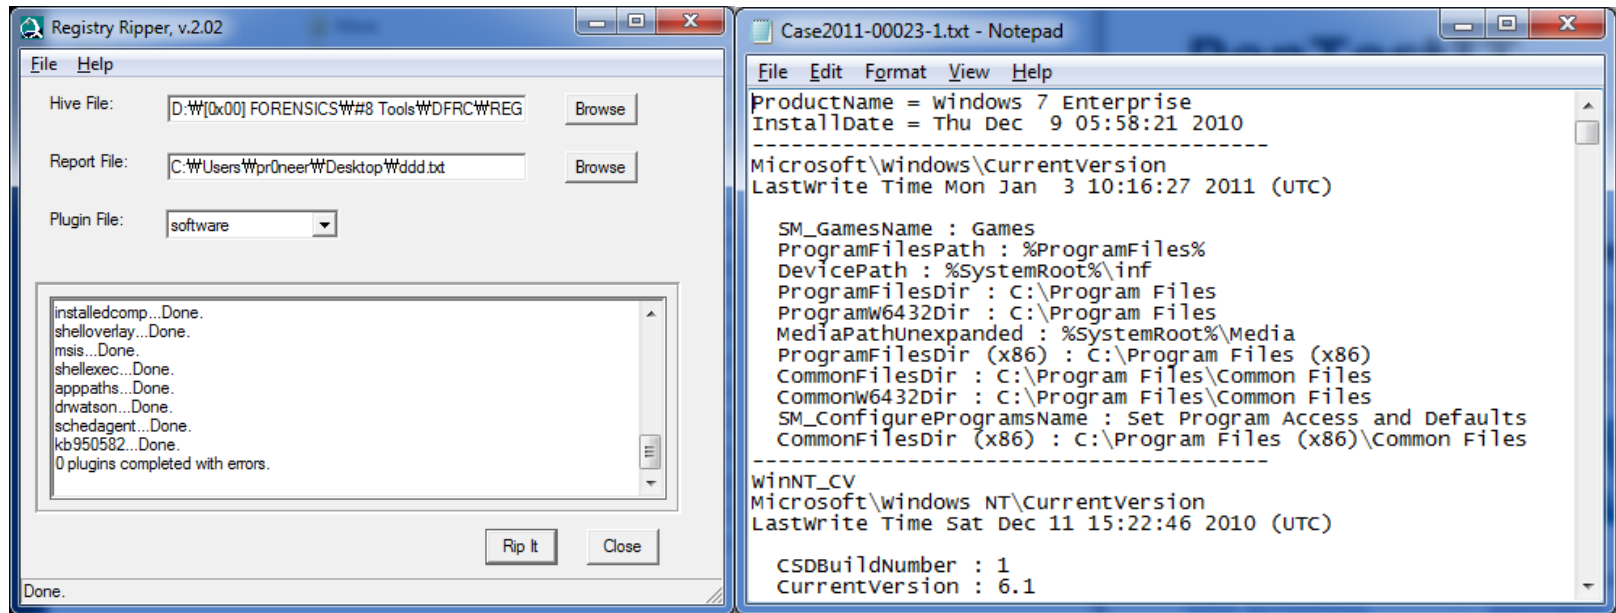 Registry Ripper, v.2.02
File Help
Hive File:
D:₩[0x00] FORENSICS₩#8 Tools₩DFRC₩REG
Browse
Report File:
C:₩Users₩pr0neer₩Desktop₩ddd.txt
Browse
Plugin File:
software
installedcomp...Done.
shelloverlay...Done.
msis...Done.
shellexec...Done.
apppaths...Done.
drwatson...Done.
schedagent...Done.
kb950582...Done.
0 plugins completed with errors.
Rip It
Close
Done.
Case2011-00023-1.txt - Notepad
File Edit Format View Help
ProductName = Windows 7 Enterprise
InstallDate = Thu Dec  9 05:58:21 2010
----------------------------------------
Microsoft\Windows\CurrentVersion
LastWrite Time Mon Jan  3 10:16:27 2011 (UTC)
SM_GamesName : Games
ProgramFilesPath : %ProgramFiles%
DevicePath : %SystemRoot%\inf
ProgramFilesDir : C:\Program Files
ProgramW6432Dir : C:\Program Files
MediaPathUnexpanded : %SystemRoot%\Media
ProgramFilesDir (x86) : C:\Program Files (x86)
CommonFilesDir : C:\Program Files\Common Files
CommonW6432Dir : C:\Program Files\Common Files
SM_ConfigureProgramsName : Set Program Access and Defaults
CommonFilesDir (x86) : C:\Program Files (x86)\Common Files
----------------------------------------
WinNT_CV
Microsoft\Windows NT\CurrentVersion
LastWrite Time Sat Dec 11 15:22:46 2010 (UTC)
CSDBuildNumber : 1
CurrentVersion : 6.1